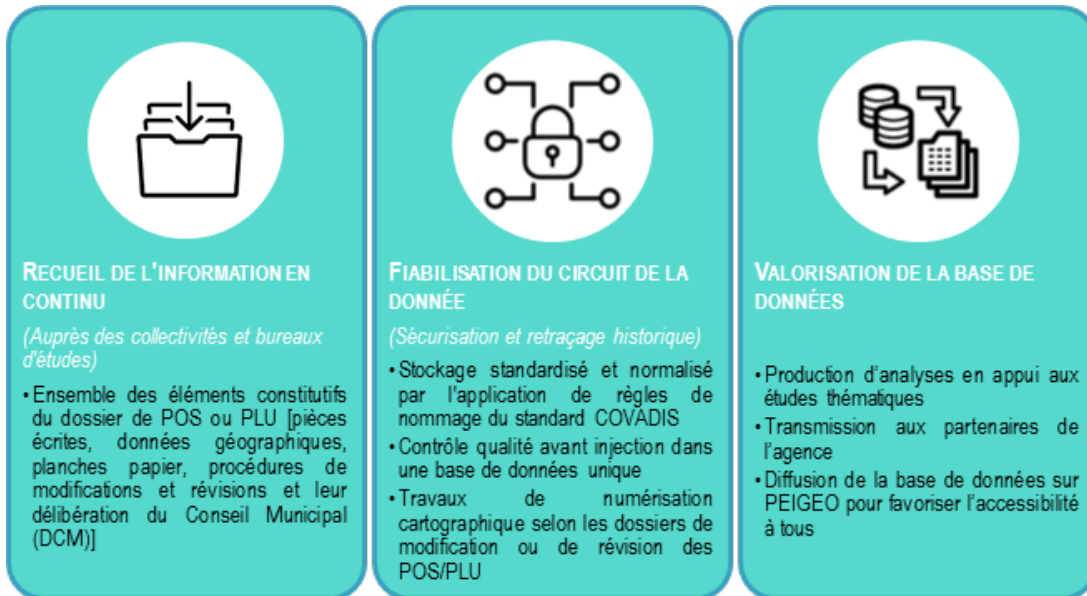 RECUEIL DE L'INFORMATION EN
CONTINU
(Auprès des collectivités et bureaux
d'études)
• Ensemble des éléments constitutifs
du dossier de POS ou PLU [pièces
écrites, données géographiques,
planches papier, procédures de
modifications et révisions et leur
délibération du Conseil Municipal
(DCM)]
FIABILISATION DU CIRCUIT DE LA
DONNÉE
(Sécurisation et retraçage historique)
• Stockage standardisé et normalisé
par l'application de règles de
nommage du standard COVADIS
• Contrôle qualité avant injection dans
une base de données unique
• Travaux de numérisation
cartographique selon les dossiers de
modification ou de révision des
POS/PLU
VALORISATION DE LA BASE DE
DONNÉES
• Production d'analyses en appui aux
études thématiques
• Transmission aux partenaires de
l'agence
• Diffusion de la base de données sur
PEIGEO pour favoriser l'accessibilité
à tous